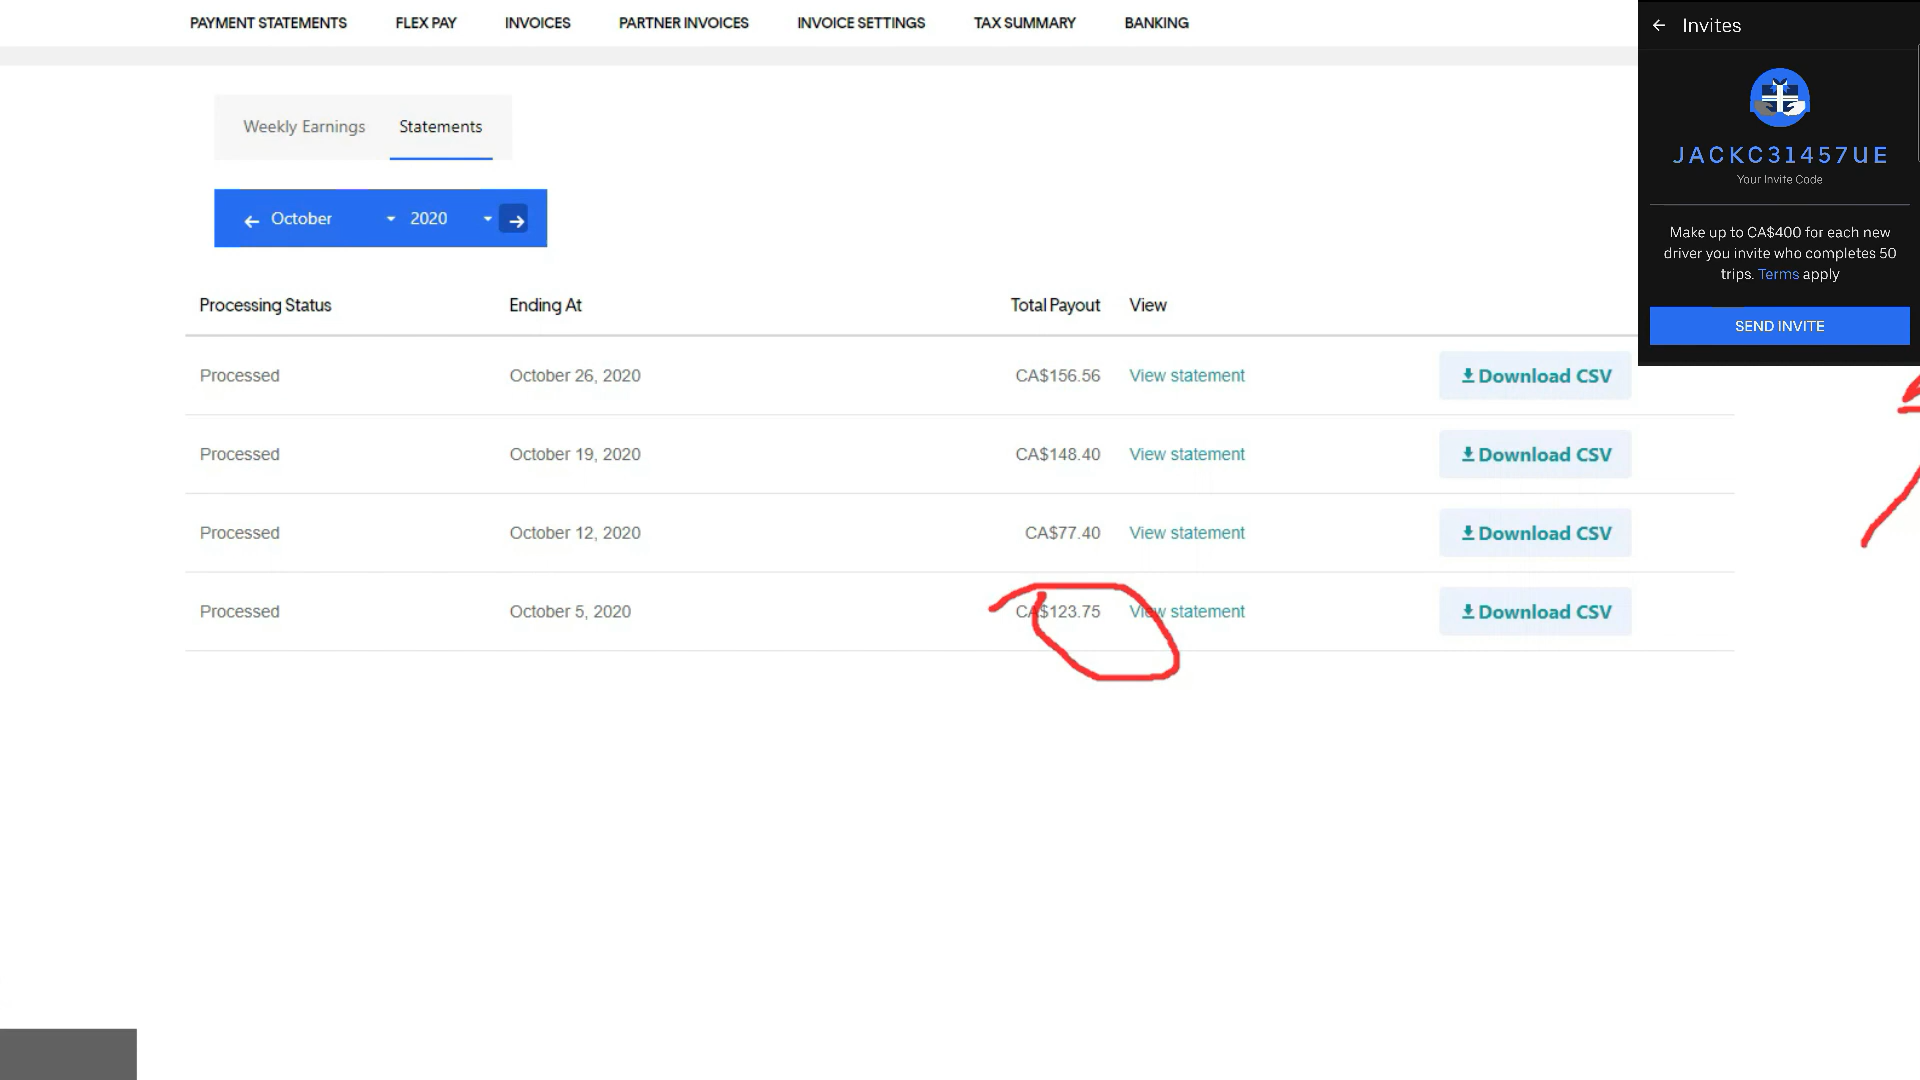 PAYMENT STATEMENTS FLEX PAY INVOICES PARTNER INVOICES INVOICE SETTINGS TAX SUMMARY BANKING
Weekly Earnings Statements
October 2020
Processing Status Ending At Total Payout View
Processed October 26, 2020 CA$156.56 View statement Download CSV
Processed October 19, 2020 CA$148.40 View statement Download CSV
Processed October 12, 2020 CA$77.40 View statement Download CSV
Processed October 5, 2020 CA$123.75 View statement Download CSV
Invites
JACKC31457UE
Your Invite Code
Make up to CA$400 for each new
driver you invite who completes 50
trips. Terms apply
SEND INVITE